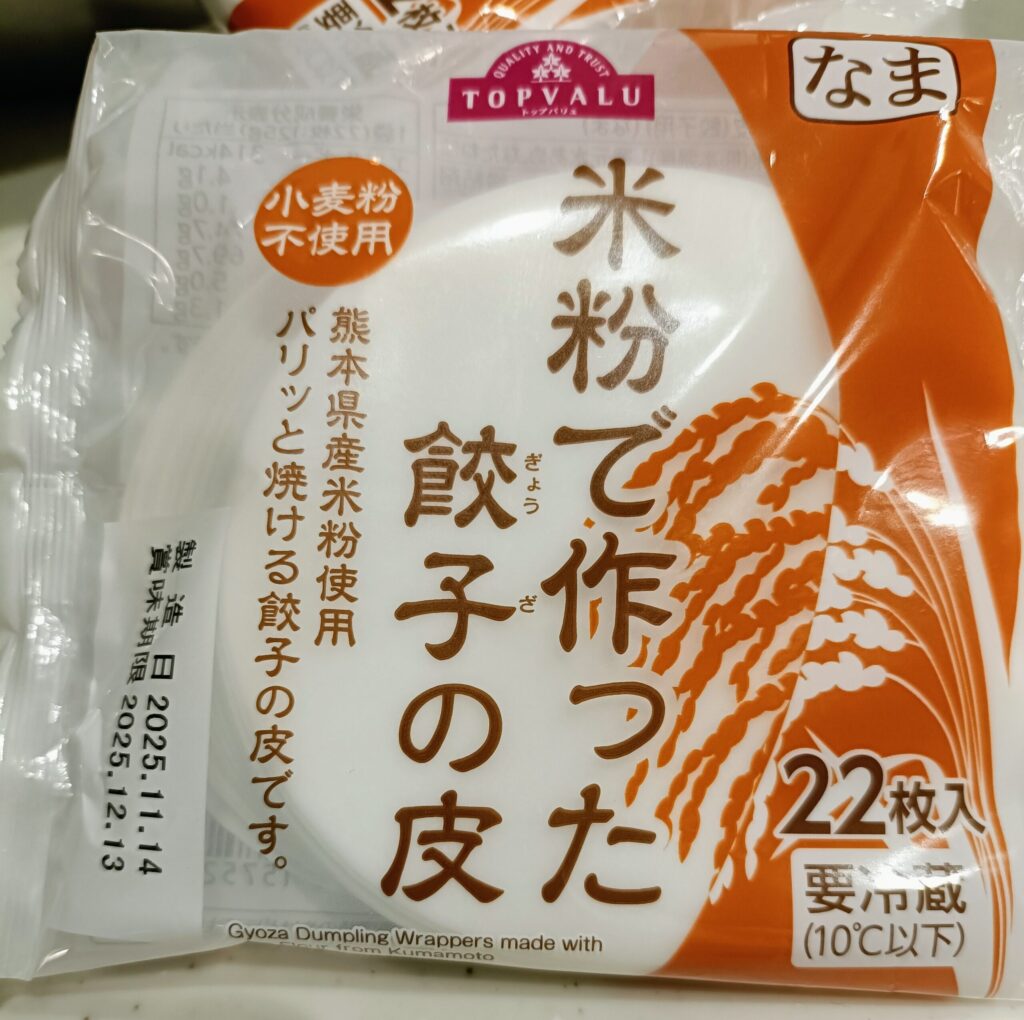 QUALITY AND TRUST
TOPVALU
トップバリュ
なま
小麦粉
不使用
米粉で作った
餃子の皮
ぎょう
ざ
熊本県産米粉使用
パリッと焼ける餃子の皮です。
製造日 2025.11.14
賞味期限 2025.12.13
22枚入
要冷蔵
(10℃以下)
Gyoza Dumpling Wrappers made with
Flour from Kumamoto